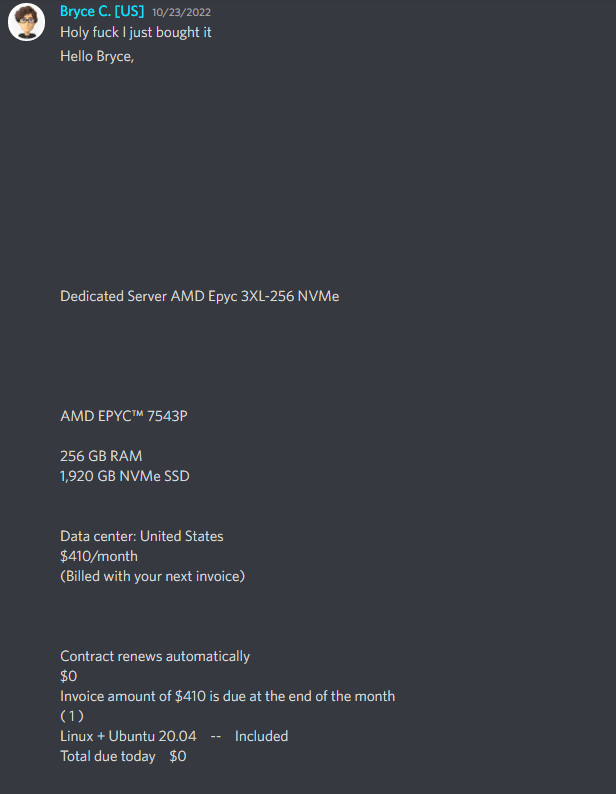 Bryce C. [US] 10/23/2022
Holy fuck I just bought it
Hello Bryce,
Dedicated Server AMD Epyc 3XL-256 NVMe
AMD EPYC™ 7543P
256 GB RAM
1,920 GB NVMe SSD
Data center: United States
$410/month
(Billed with your next invoice)
Contract renews automatically
$0
Invoice amount of $410 is due at the end of the month
( 1 )
Linux + Ubuntu 20.04 -- Included
Total due today $0